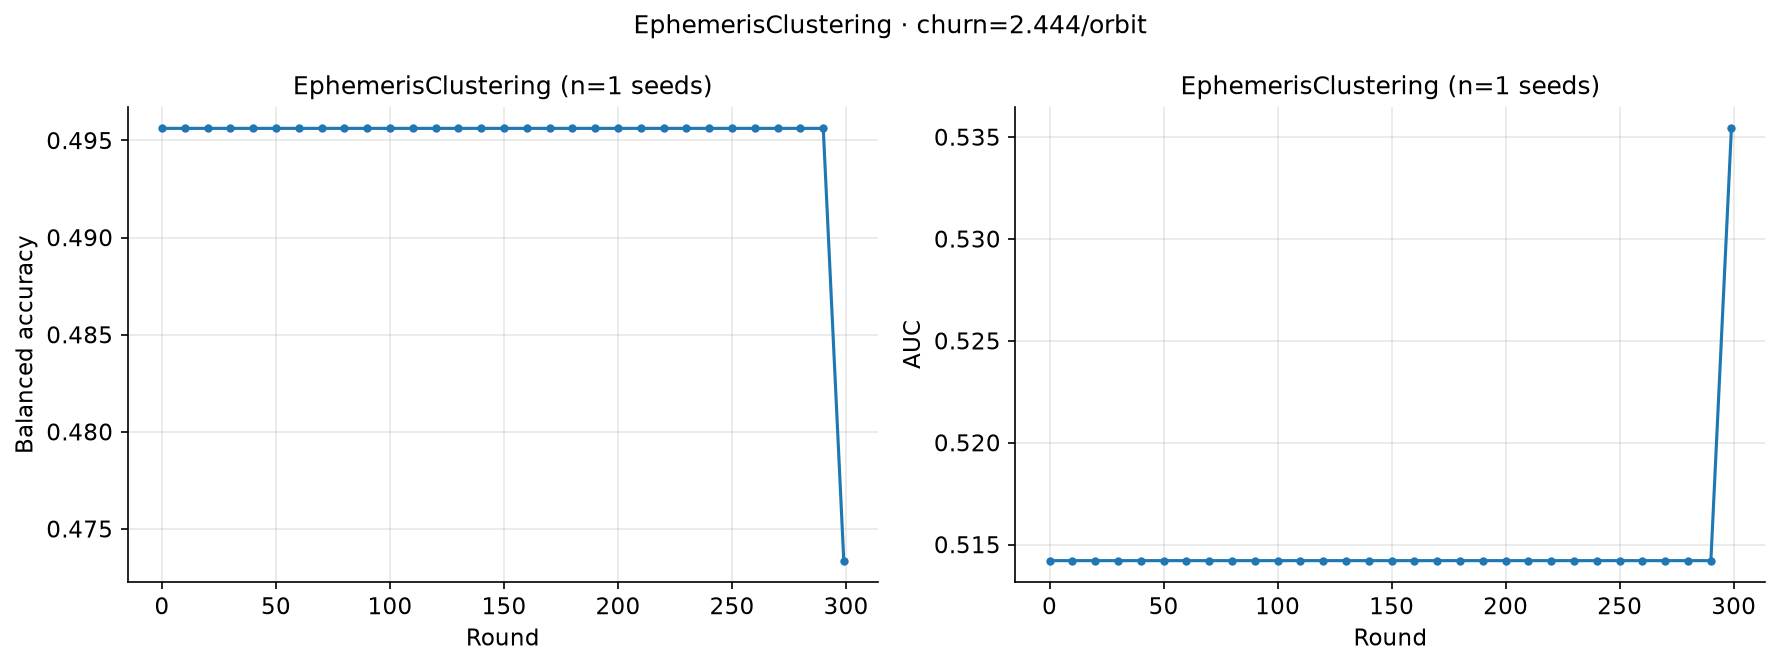 EphemerisClustering · churn=2.444/orbit
EphemerisClustering (n=1 seeds)
Balanced accuracy
0.495
0.490
0.485
0.480
0.475
0 50 100 150 200 250 300
Round
EphemerisClustering (n=1 seeds)
AUC
0.535
0.530
0.525
0.520
0.515
0 50 100 150 200 250 300
Round